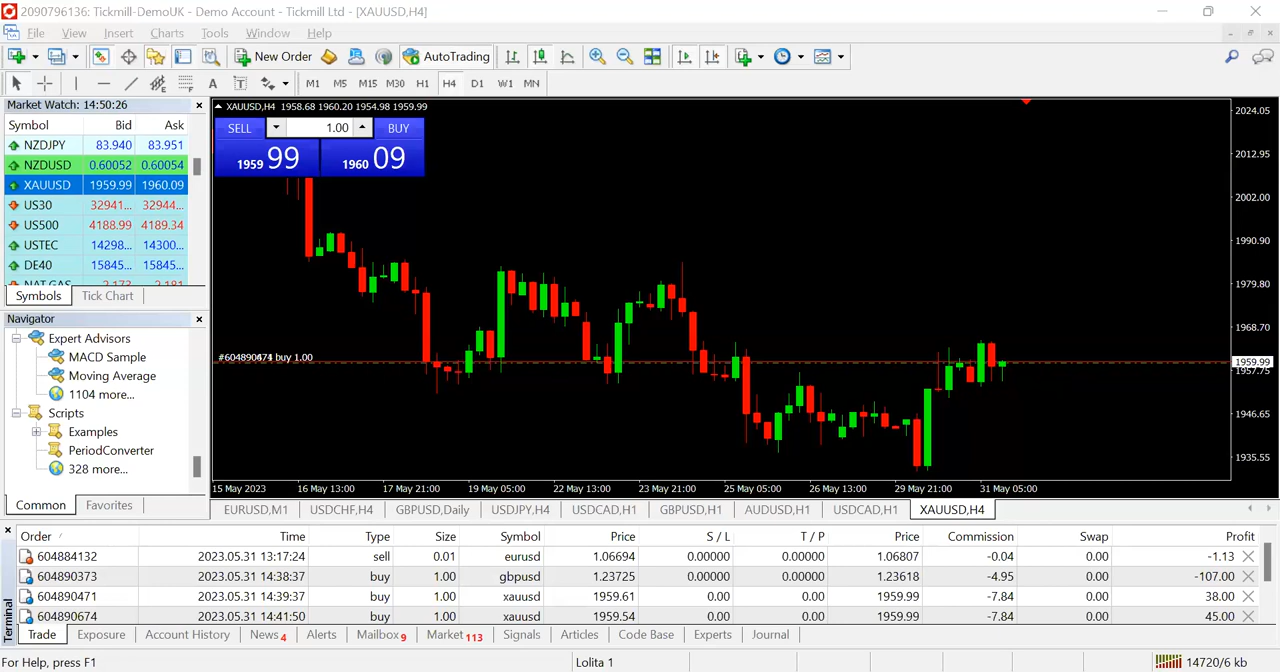 2090796136: Tickmill-DemoUK - Demo Account - Tickmill Ltd - [XAUUSD,H4]
File View Insert Charts Tools Window Help
New Order AutoTrading
A T M1 M5 M15 M30 H1 H4 D1 W1 MN
Market Watch: 14:50:26
Symbol Bid Ask
NZDJPY 83.940 83.951
NZDUSD 0.60052 0.60054
XAUUSD 1959.99 1960.09
US30 32941... 32944...
US500 4188.99 4189.34
USTEC 14298... 14300...
DE40 15845... 15845...
NAT.GAS 2.173 2.181
Symbols Tick Chart
Navigator
Expert Advisors
MACD Sample
Moving Average
1104 more...
Scripts
Examples
PeriodConverter
328 more...
Common Favorites
XAUUSD,H4 1958.68 1960.20 1954.98 1959.99
SELL 1.00 BUY
1959 99 1960 09
buy 1.00
2024.05
2012.95
2002.00
1990.90
1979.80
1968.70
1959.99
1957.75
1946.65
1935.55
15 May 2023 16 May 13:00 17 May 21:00 19 May 05:00 22 May 13:00 23 May 21:00 25 May 05:00 26 May 13:00 29 May 21:00 31 May 05:00
EURUSD,M1 USDCHF,H4 GBPUSD,Daily USDJPY,H4 USDCAD,H1 GBPUSD,H1 AUDUSD,H1 USDCAD,H1 XAUUSD,H4
Order Time Type Size Symbol Price S / L T / P Price Commission Swap Profit
604884132 2023.05.31 13:17:24 sell 0.01 eurusd 1.06694 0.00000 0.00000 1.06807 -0.04 0.00 -1.13
604890373 2023.05.31 14:38:37 buy 1.00 gbpusd 1.23725 0.00000 0.00000 1.23618 -4.95 0.00 -107.00
604890471 2023.05.31 14:39:37 buy 1.00 xauusd 1959.61 0.00 0.00 1959.99 -7.84 0.00 38.00
604890674 2023.05.31 14:41:50 buy 1.00 xauusd 1959.54 0.00 0.00 1959.99 -7.84 0.00 45.00
Terminal
Trade Exposure Account History News 4 Alerts Mailbox 9 Market 113 Signals Articles Code Base Experts Journal
For Help, press F1 Lolita 1 14720/6 kb